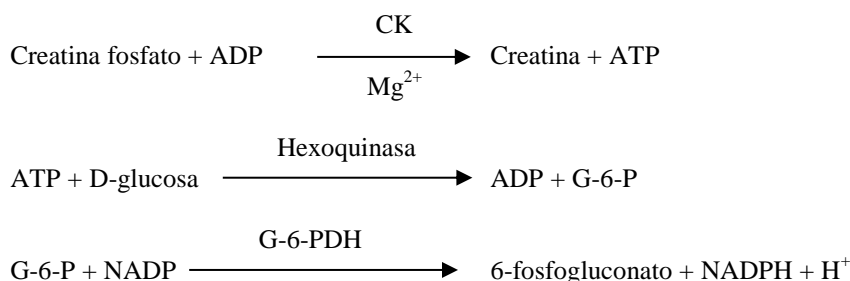 CK
Creatina fosfato + ADP Creatina + ATP
Mg²⁺
Hexoquinasa
ATP + D-glucosa ADP + G-6-P
G-6-PDH
G-6-P + NADP 6-fosfogluconato + NADPH + H⁺